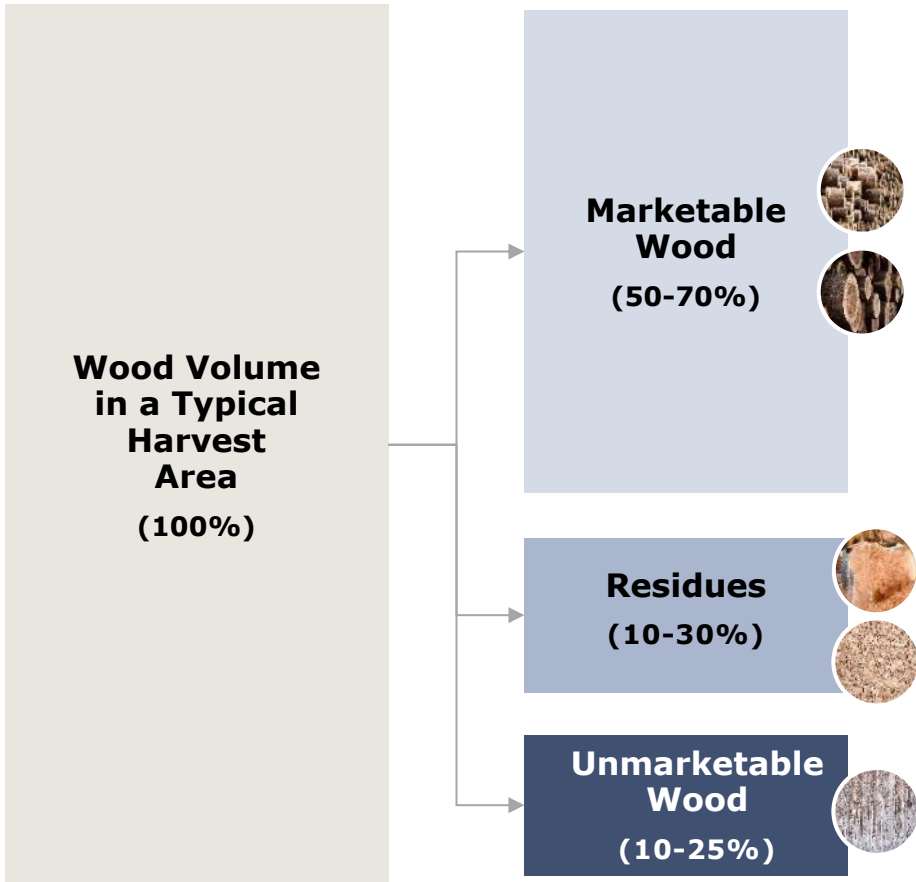 Wood Volume
in a Typical
Harvest
Area
(100%)
Marketable
Wood
(50-70%)
Residues
(10-30%)
Unmarketable
Wood
(10-25%)